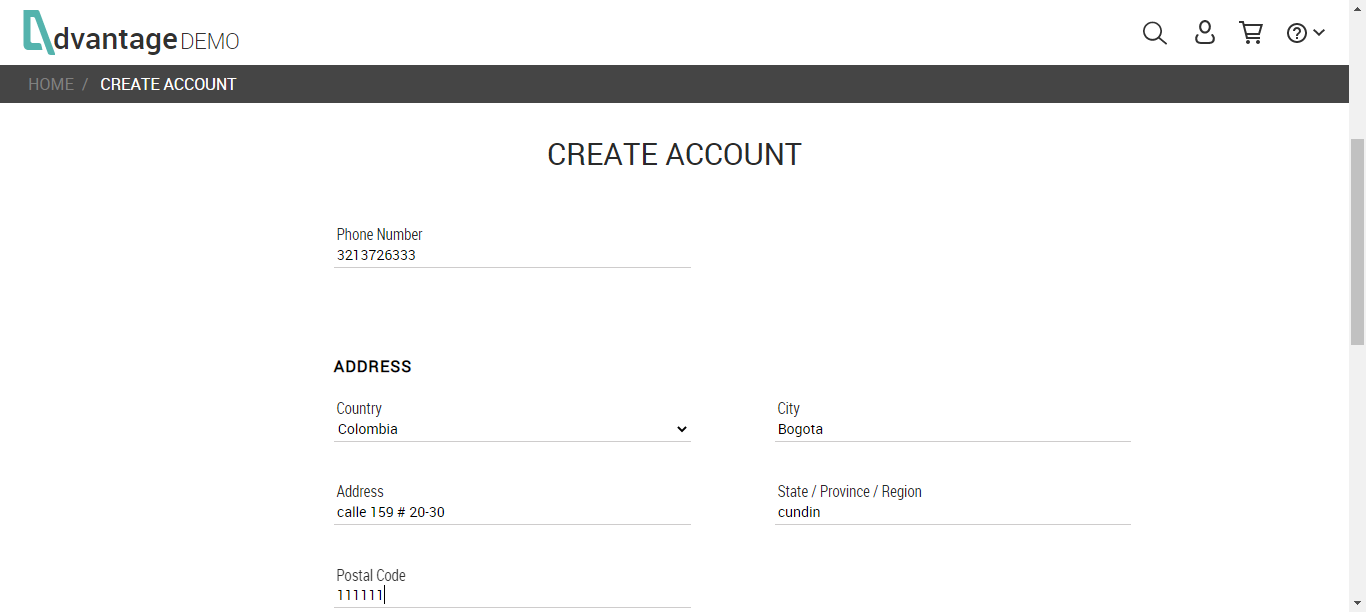 dvantage DEMO
HOME / CREATE ACCOUNT
CREATE ACCOUNT
Phone Number
3213726333
ADDRESS
Country
Colombia
City
Bogota
Address
calle 159 # 20-30
State / Province / Region
cundin
Postal Code
111111